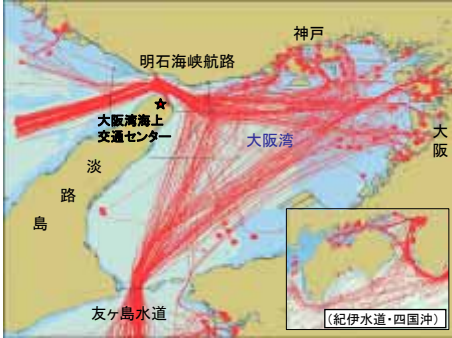 神戸
明石海峡航路
大阪湾海上
交通センター
大阪湾
大
阪
淡
路
島
友ヶ島水道
(紀伊水道・四国沖)